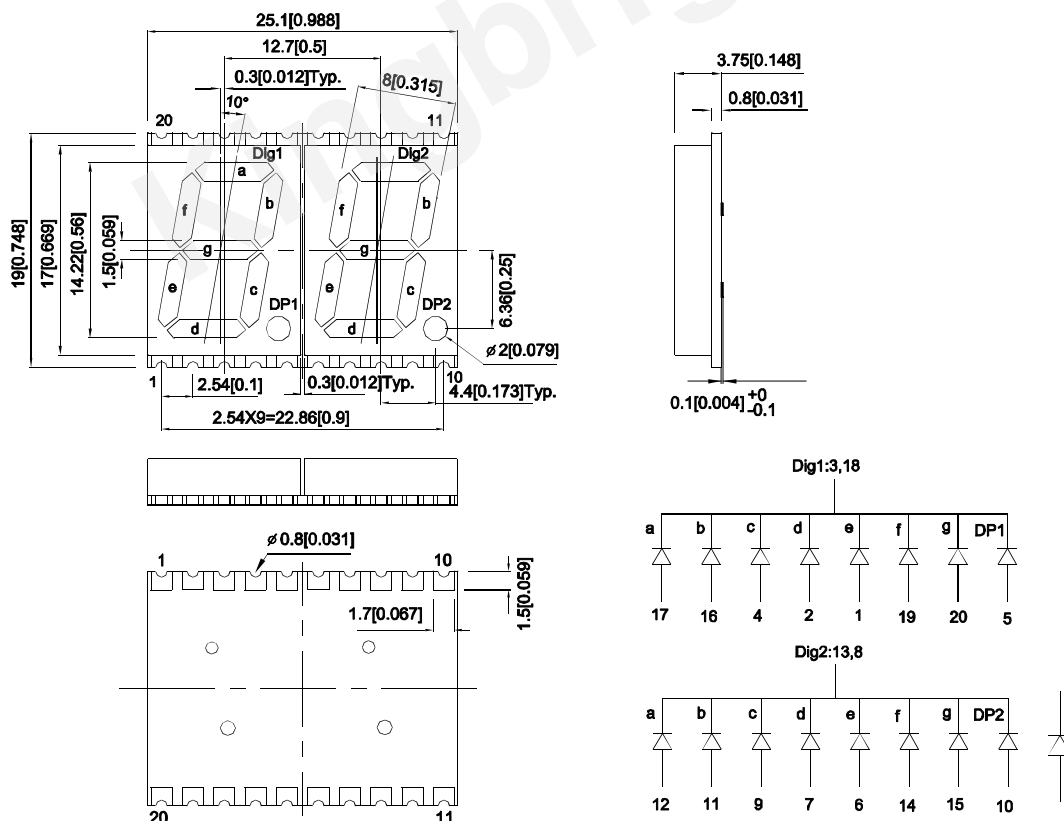 Kingbrig
25.1[0.988]
12.7[0.5]
0.3[0.012]Typ.
8[0.315]
10°
20
11
Dig1
Dig2
a
b
f
g
e
c
d
DP1
f
b
g
e
c
d
DP2
19[0.748]
17[0.669]
14.22[0.56]
1.5[0.059]
6.36[0.25]
ø2[0.079]
1
10
2.54[0.1]
0.3[0.012]Typ.
4.4[0.173]Typ.
2.54X9=22.86[0.9]
3.75[0.148]
0.8[0.031]
0.1[0.004] +0 -0.1
ø0.8[0.031]
1
10
1.7[0.067]
1.5[0.059]
20
11
Dig1:3,18
a b c d e f g DP1
17 16 4 2 1 19 20 5
Dig2:13,8
a b c d e f g DP2
12 11 9 7 6 14 15 10